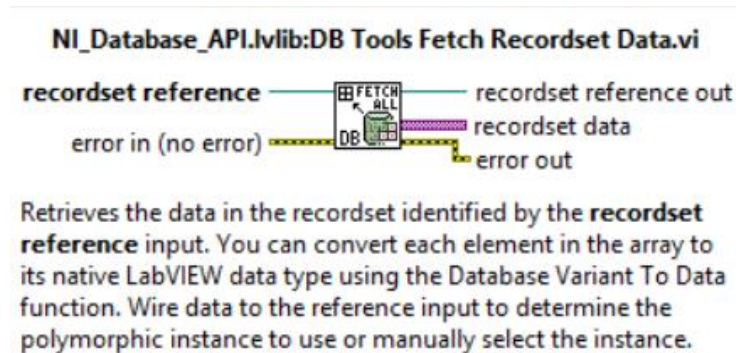 NI_Database_API.lvlib:DB Tools Fetch Recordset Data.vi
recordset reference
FETCH
ALL
DB
recordset reference out
recordset data
error in (no error)
error out
Retrieves the data in the recordset identified by the recordset
reference input. You can convert each element in the array to
its native LabVIEW data type using the Database Variant To Data
function. Wire data to the reference input to determine the
polymorphic instance to use or manually select the instance.